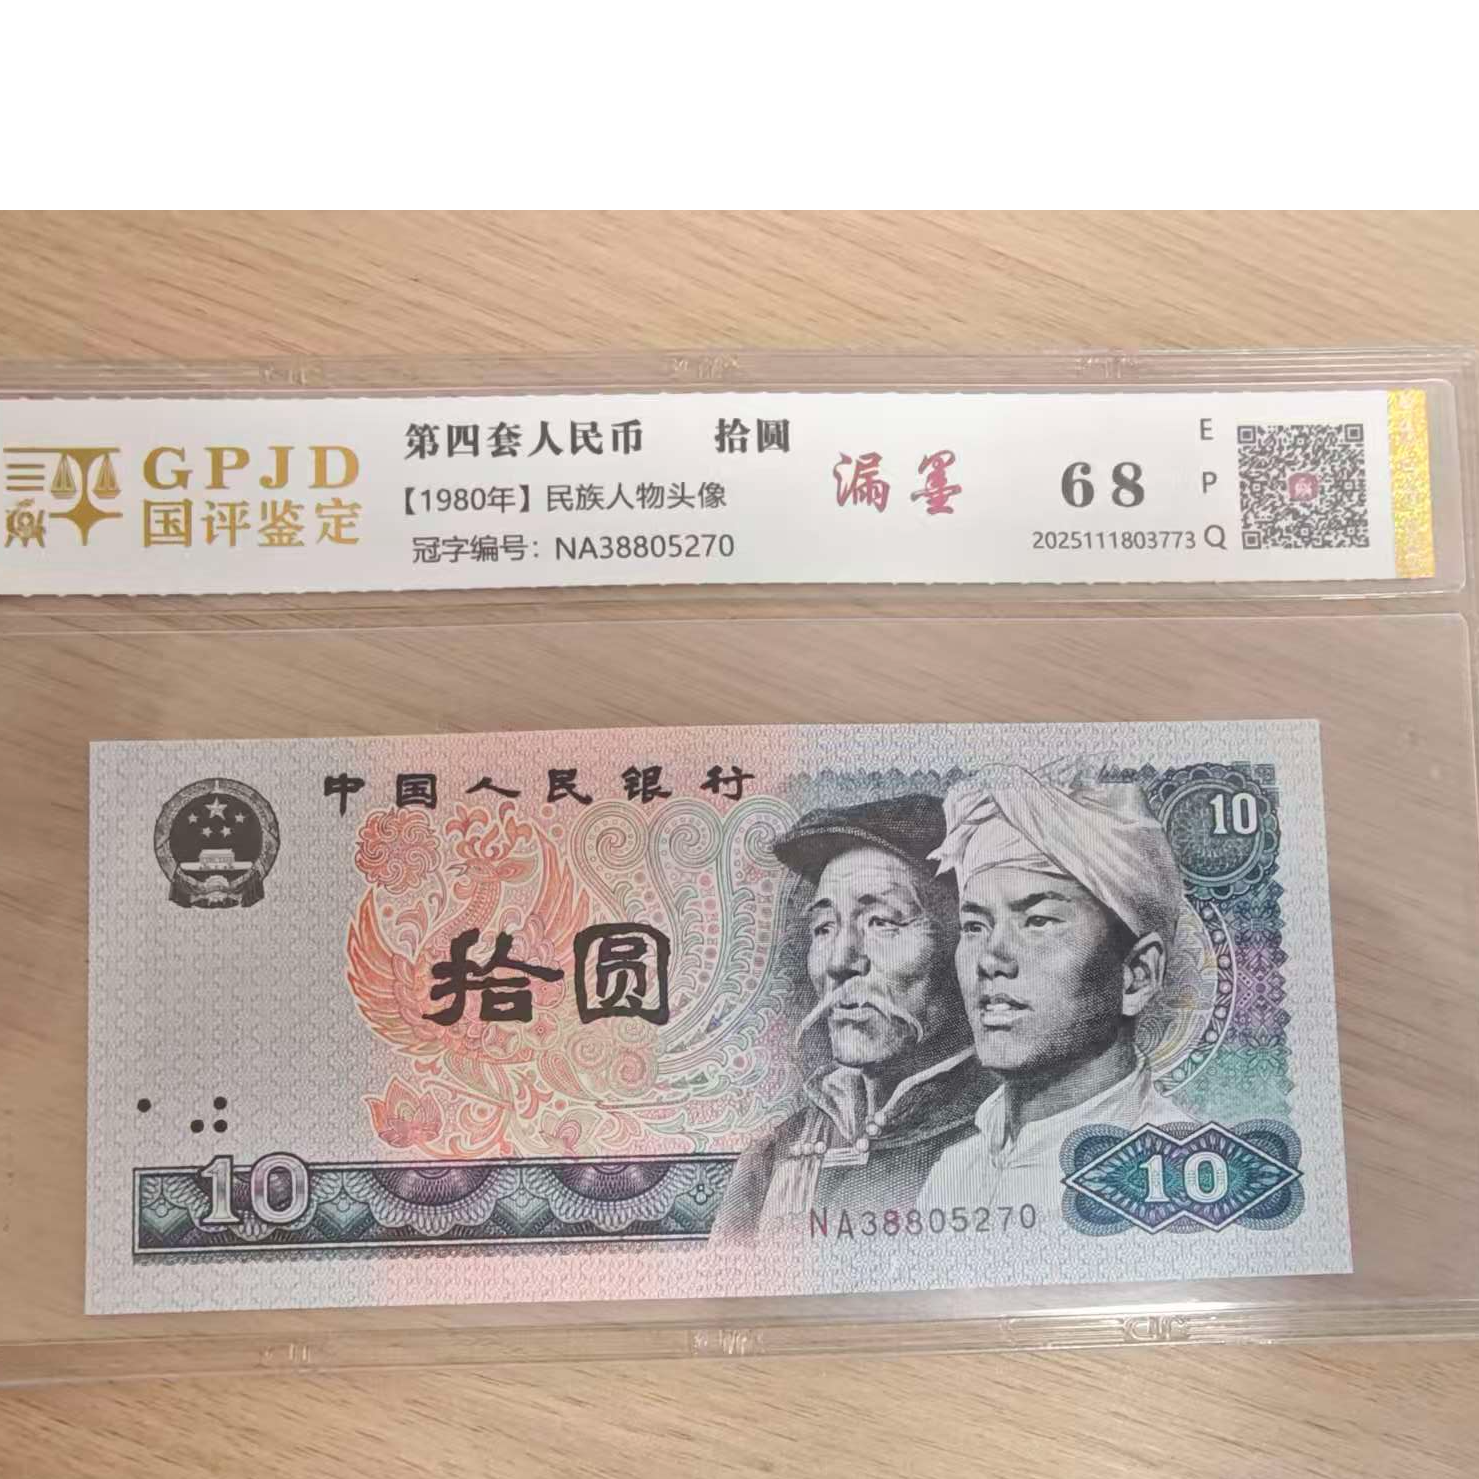 GPJD
国评鉴定
第四套人民币 拾圆
【1980年】民族人物头像
冠字编号：NA38805270
漏墨
68
E
P
Q
2025111803773
中国人民银行
10
拾圆
10
10
NA38805270